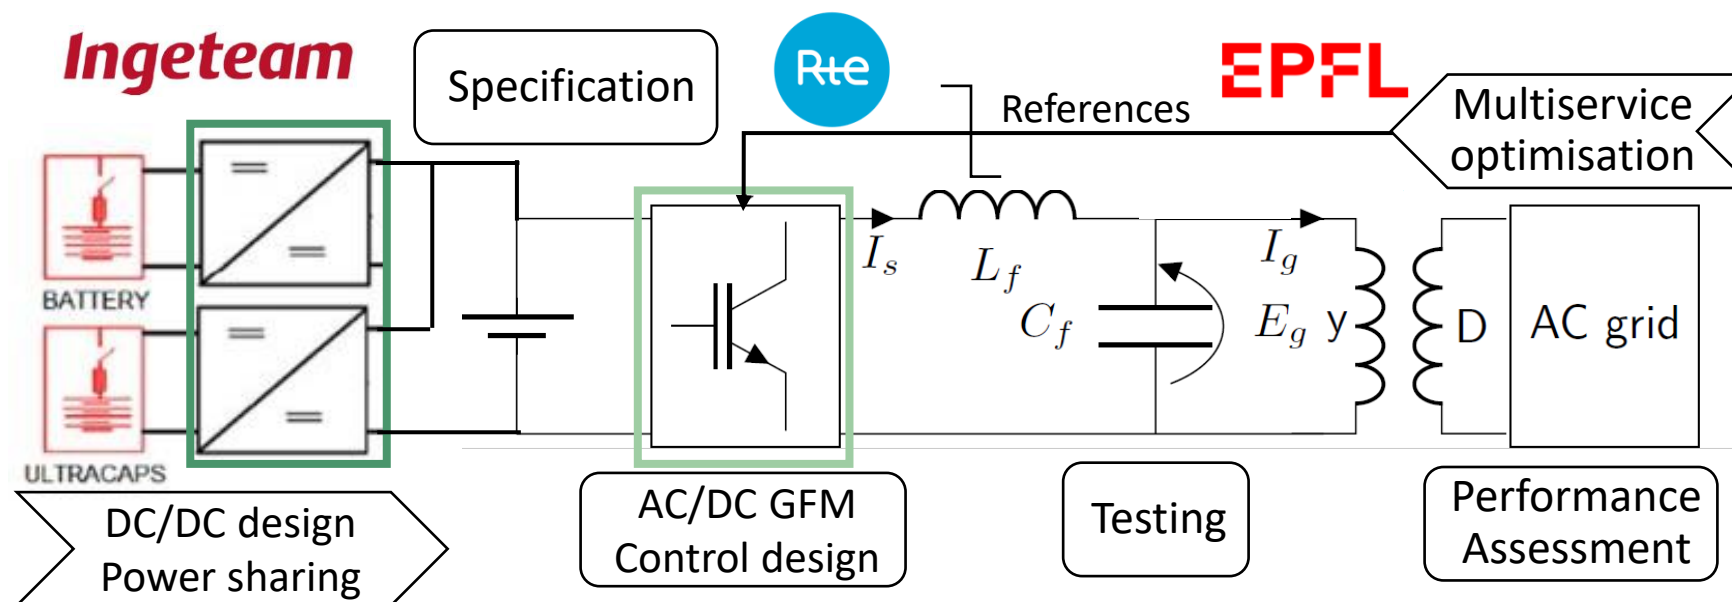 Ingeteam
Specification
Rte
EPFL
References
Multiservice
optimisation
BATTERY
ULTRACAPS
I_s
L_f
C_f
I_g
E_g
y
D
AC grid
DC/DC design
Power sharing
AC/DC GFM
Control design
Testing
Performance
Assessment